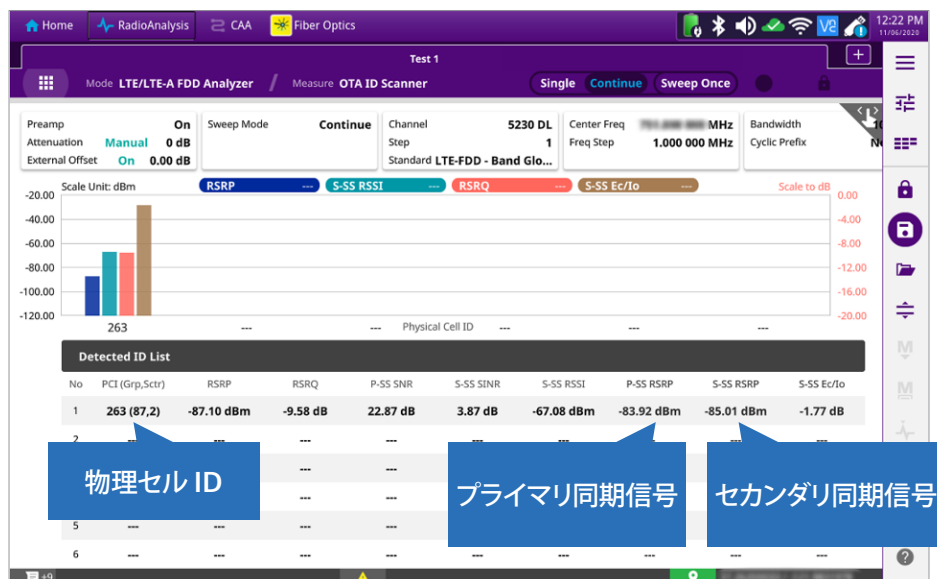 Home RadioAnalysis CAA Fiber Optics 12:22 PM
11/06/2020
Test 1
Mode LTE/LTE-A FDD Analyzer / Measure OTA ID Scanner Single Continue Sweep Once
Preamp On Sweep Mode Continue Channel 5230 DL Center Freq MHz Bandwidth
Attenuation Manual 0 dB Step 1 Freq Step 1.000 000 MHz Cyclic Prefix
External Offset On 0.00 dB Standard LTE-FDD - Band Glo...
Scale Unit: dBm RSRP --- S-SS RSSI --- RSRQ --- S-SS Ec/Io --- Scale to dB
-20.00 0.00
-40.00 -4.00
-60.00 -8.00
-80.00 -12.00
-100.00 -16.00
-120.00 -20.00
263 --- --- Physical Cell ID --- --- ---
Detected ID List
No PCI (Grp,Sctr) RSRP RSRQ P-SS SNR S-SS SINR S-SS RSSI P-SS RSRP S-SS RSRP S-SS Ec/Io
1 263 (87,2) -87.10 dBm -9.58 dB 22.87 dB 3.87 dB -67.08 dBm -83.92 dBm -85.01 dBm -1.77 dB
2 --- --- --- --- --- --- --- --- ---
物理セル ID
プライマリ同期信号
セカンダリ同期信号
--- ---
--- ---
5 --- --- --- ---
6 --- --- --- --- --- --- --- --- ---
+9